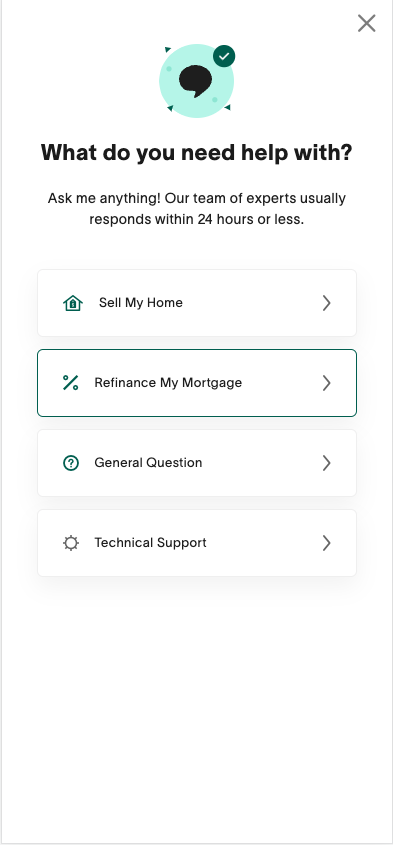 What do you need help with?
Ask me anything! Our team of experts usually
responds within 24 hours or less.
Sell My Home
Refinance My Mortgage
General Question
Technical Support